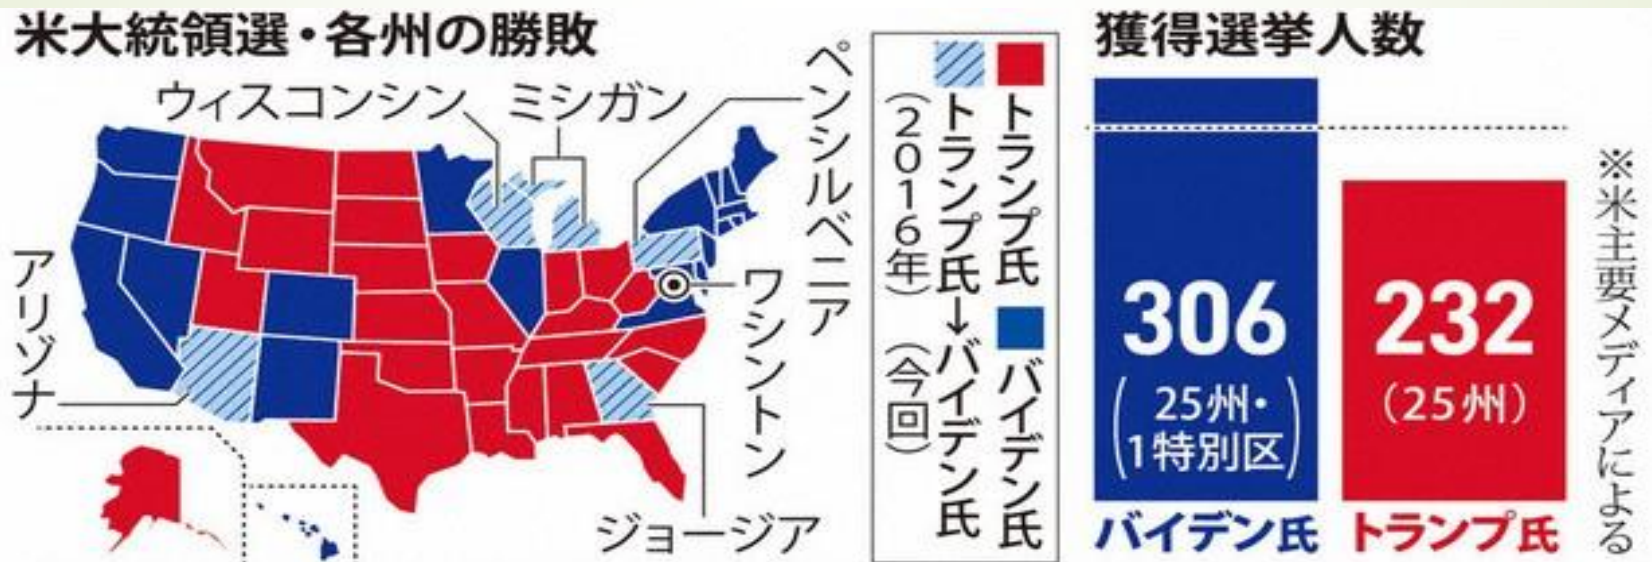 米大統領選・各州の勝敗
ウィスコンシン
ミシガン
ペンシルベニア
アリゾナ
ワシントン
ジョージア
トランプ氏
バイデン氏
トランプ氏→バイデン氏
(2016年)
(今回)
獲得選挙人数
306
(25州・
1特別区)
バイデン氏
232
(25州)
トランプ氏
※米主要メディアによる